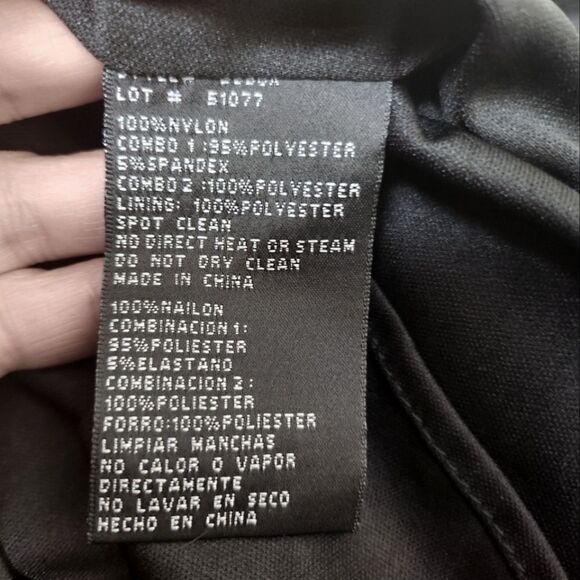 LOT # 51077
100%NYLON
COMBO 1:95%POLYESTER
5%SPANDEX
COMBO 2:100%POLYESTER
LINING: 100%POLYESTER
SPOT CLEAN
NO DIRECT HEAT OR STEAM
DO NOT DRY CLEAN
MADE IN CHINA
100%NAILON
COMBINACION 1:
95%POLIESTER
5%ELASTANO
COMBINACION 2:
100%POLIESTER
FORRO:100%POLIESTER
LIMPIAR MANCHAS
NO CALOR O VAPOR
DIRECTAMENTE
NO LAVAR EN SECO
HECHO EN CHINA